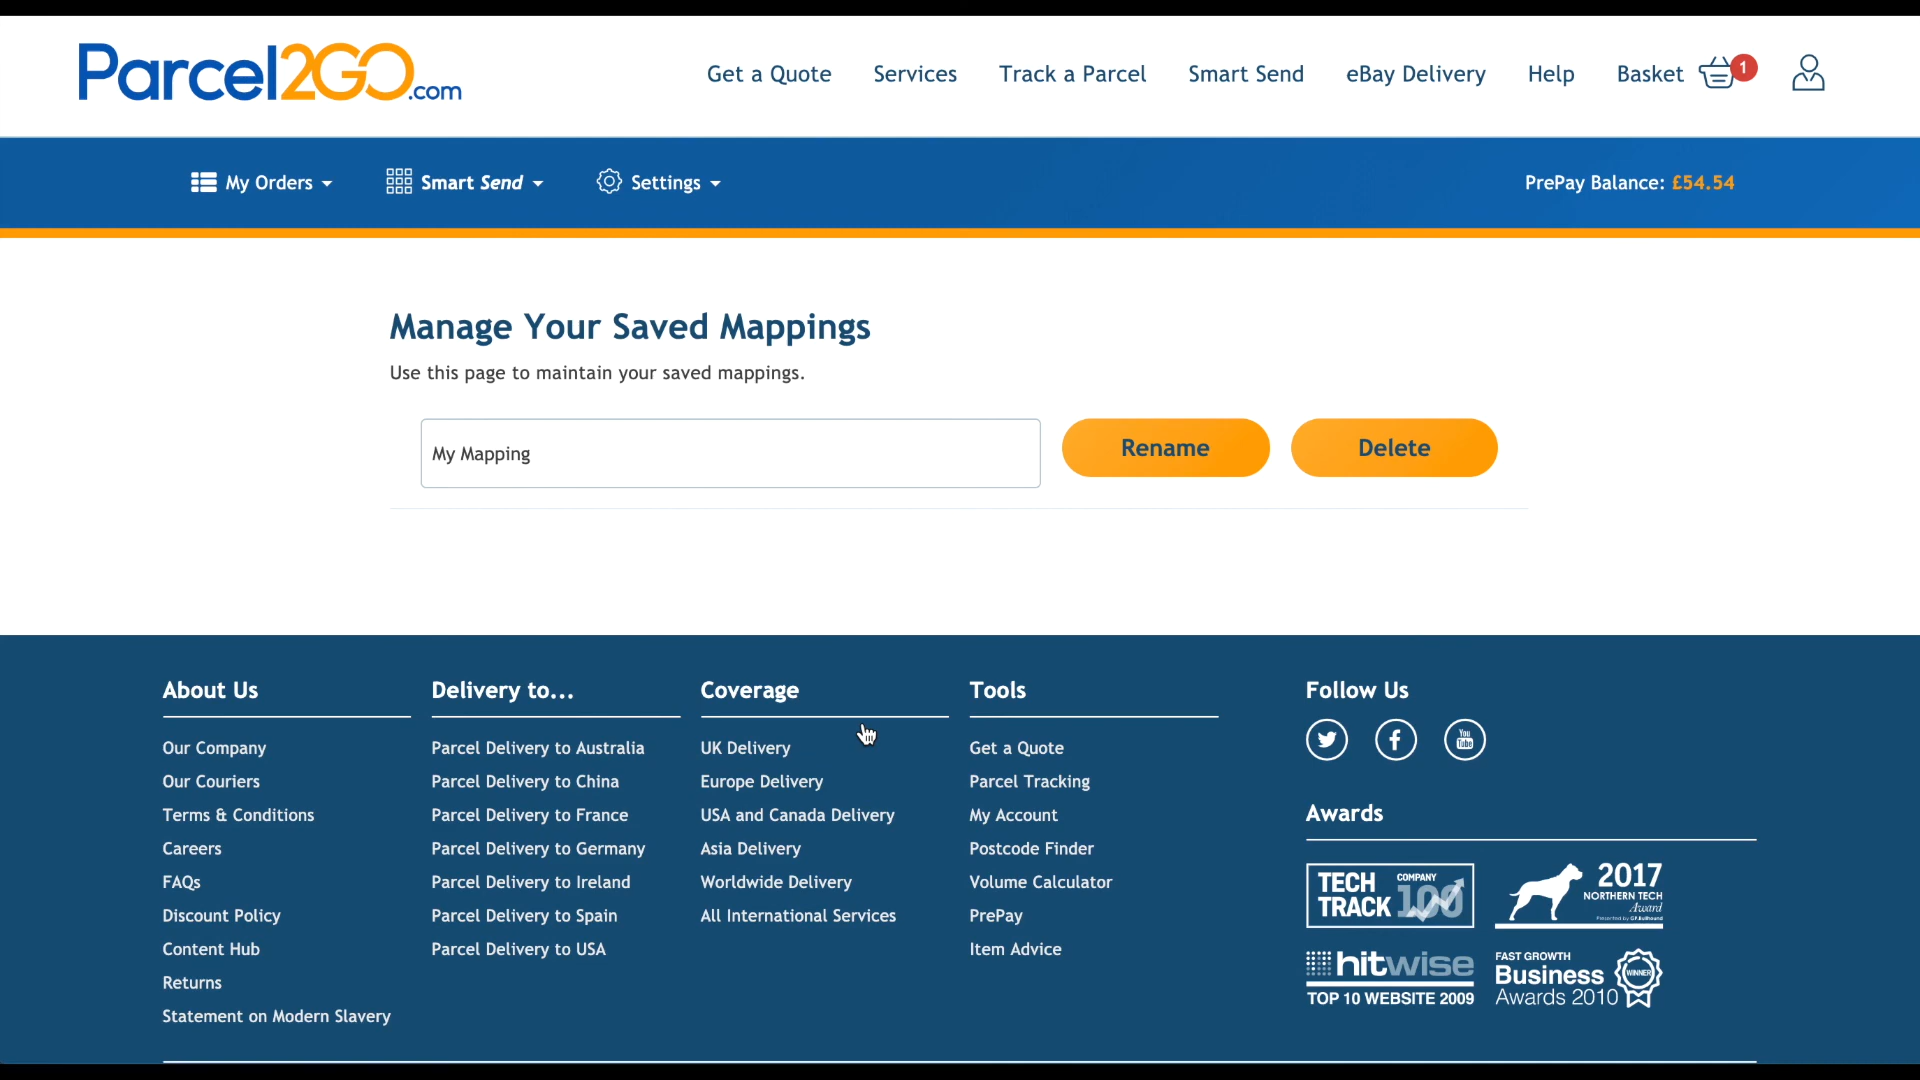 Parcel2GO.com
Get a Quote
Services
Track a Parcel
Smart Send
eBay Delivery
Help
Basket
1
My Orders
Smart Send
Settings
PrePay Balance: £54.54
Manage Your Saved Mappings
Use this page to maintain your saved mappings.
My Mapping
Rename
Delete
About Us
Our Company
Our Couriers
Terms & Conditions
Careers
FAQs
Discount Policy
Content Hub
Returns
Statement on Modern Slavery
Delivery to...
Parcel Delivery to Australia
Parcel Delivery to China
Parcel Delivery to France
Parcel Delivery to Germany
Parcel Delivery to Ireland
Parcel Delivery to Spain
Parcel Delivery to USA
Coverage
UK Delivery
Europe Delivery
USA and Canada Delivery
Asia Delivery
Worldwide Delivery
All International Services
Tools
Get a Quote
Parcel Tracking
My Account
Postcode Finder
Volume Calculator
PrePay
Item Advice
Follow Us
You
Tube
Awards
TECH
TRACK
COMPANY
100
2017
NORTHERN TECH
Award
Presented by GP.Bullhound
hitwise
TOP 10 WEBSITE 2009
FAST GROWTH
Business
Awards 2010
WINNER